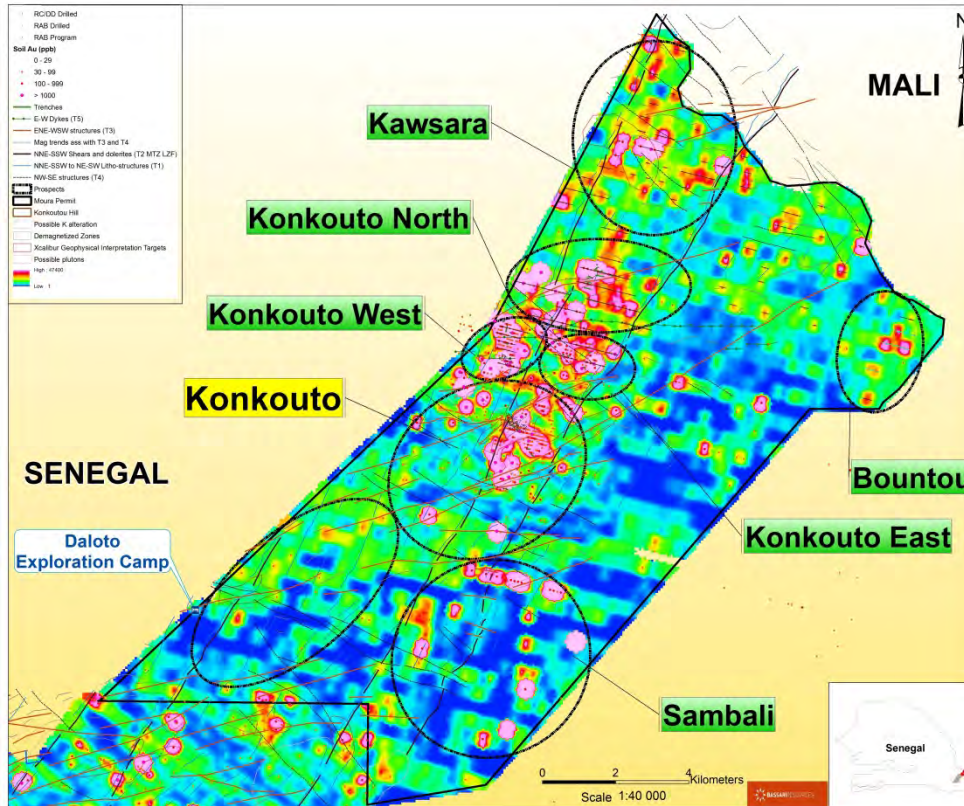 RC/DD Drilled
RAB Drilled
RAB Program
Soil Au (ppb)
0 - 29
30 - 99
100 - 999
> 1000
Trenches
E-W Dykes (T5)
ENE-WSW structures (T3)
Mag trends ass with T3 and T4
NNE-SSW Shears and dolerites (T2 MTZ LZF)
NNE-SSW to NE-SW Litho-structures (T1)
NW-SE structures (T4)
Prospects
Moura Permit
Konkoutou Hill
Possible K alteration
Demagnetized Zones
Xcalibur Geophysical Interpretation Targets
Possible plutons
High : 47400
Low : 1
N
MALI
Kawsara
Konkouto North
Konkouto West
Konkouto
SENEGAL
Bountou
Konkouto East
Daloto
Exploration Camp
Sambali
0 2 4
Kilometers
Scale 1:40 000
BASSARI RESOURCES
Senegal